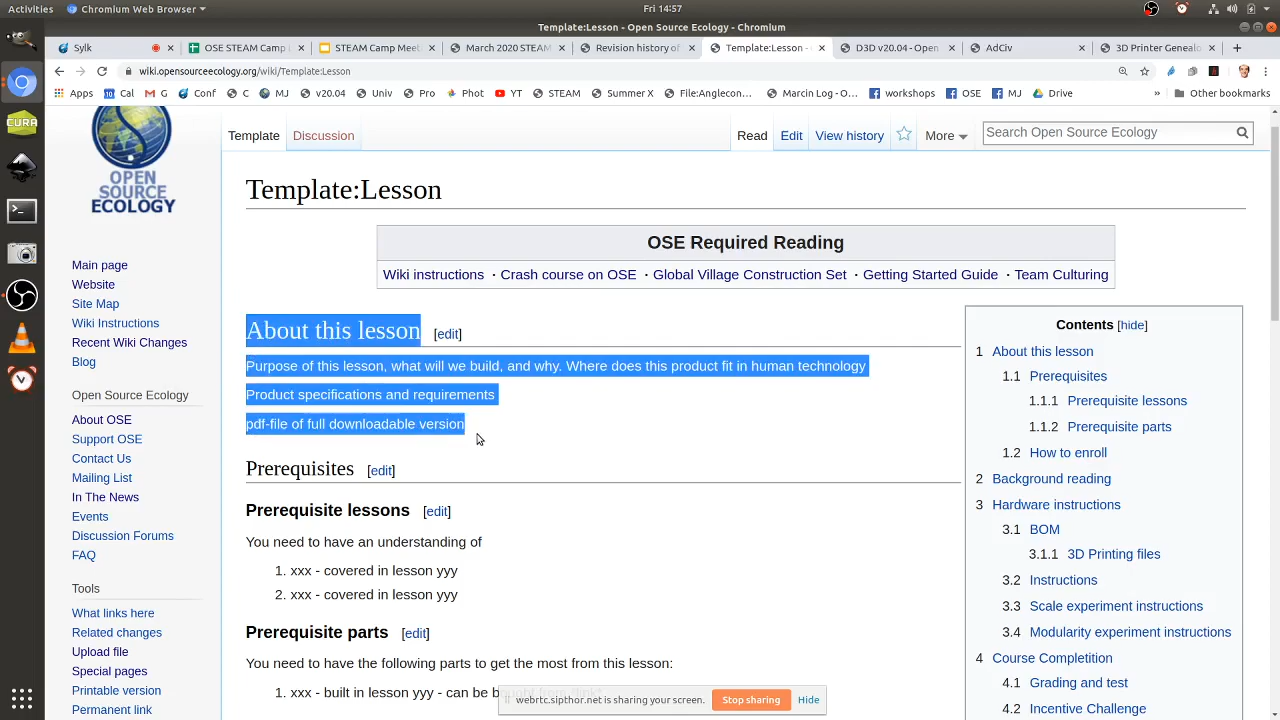 Activities Chromium Web Browser Fri 14:57
Template:Lesson - Open Source Ecology - Chromium
Sylk OSE STEAM Camp STEAM Camp Mee March 2020 STEAM Revision history of Template:Lesson - D3D v20.04 - Open AdCiv 3D Printer Genealo
wiki.opensourceecology.org/wiki/Template:Lesson
Apps Cal G Conf C MJ v20.04 Univ Pro Phot YT STEAM Summer X File:Anglecon... Marcin Log - O... workshops OSE MJ Drive » Other bookmarks
CURA
OPEN SOURCE ECOLOGY
Template Discussion Read Edit View history More Search Open Source Ecology
Template:Lesson
OSE Required Reading
Wiki instructions · Crash course on OSE · Global Village Construction Set · Getting Started Guide · Team Culturing
Main page
Website
Site Map
Wiki Instructions
Recent Wiki Changes
Blog
Open Source Ecology
About OSE
Support OSE
Contact Us
Mailing List
In The News
Events
Discussion Forums
FAQ
Tools
What links here
Related changes
Upload file
Special pages
Printable version
Permanent link
About this lesson [edit]
Purpose of this lesson, what will we build, and why. Where does this product fit in human technology
Product specifications and requirements
pdf-file of full downloadable version
Prerequisites [edit]
Prerequisite lessons [edit]
You need to have an understanding of
1. xxx - covered in lesson yyy
2. xxx - covered in lesson yyy
Prerequisite parts [edit]
You need to have the following parts to get the most from this lesson:
1. xxx - built in lesson yyy - can be
Contents [hide]
1 About this lesson
1.1 Prerequisites
1.1.1 Prerequisite lessons
1.1.2 Prerequisite parts
1.2 How to enroll
2 Background reading
3 Hardware instructions
3.1 BOM
3.1.1 3D Printing files
3.2 Instructions
3.3 Scale experiment instructions
3.4 Modularity experiment instructions
4 Course Completion
4.1 Grading and test
4.2 Incentive Challenge
webrtc.sipthor.net is sharing your screen. Stop sharing Hide